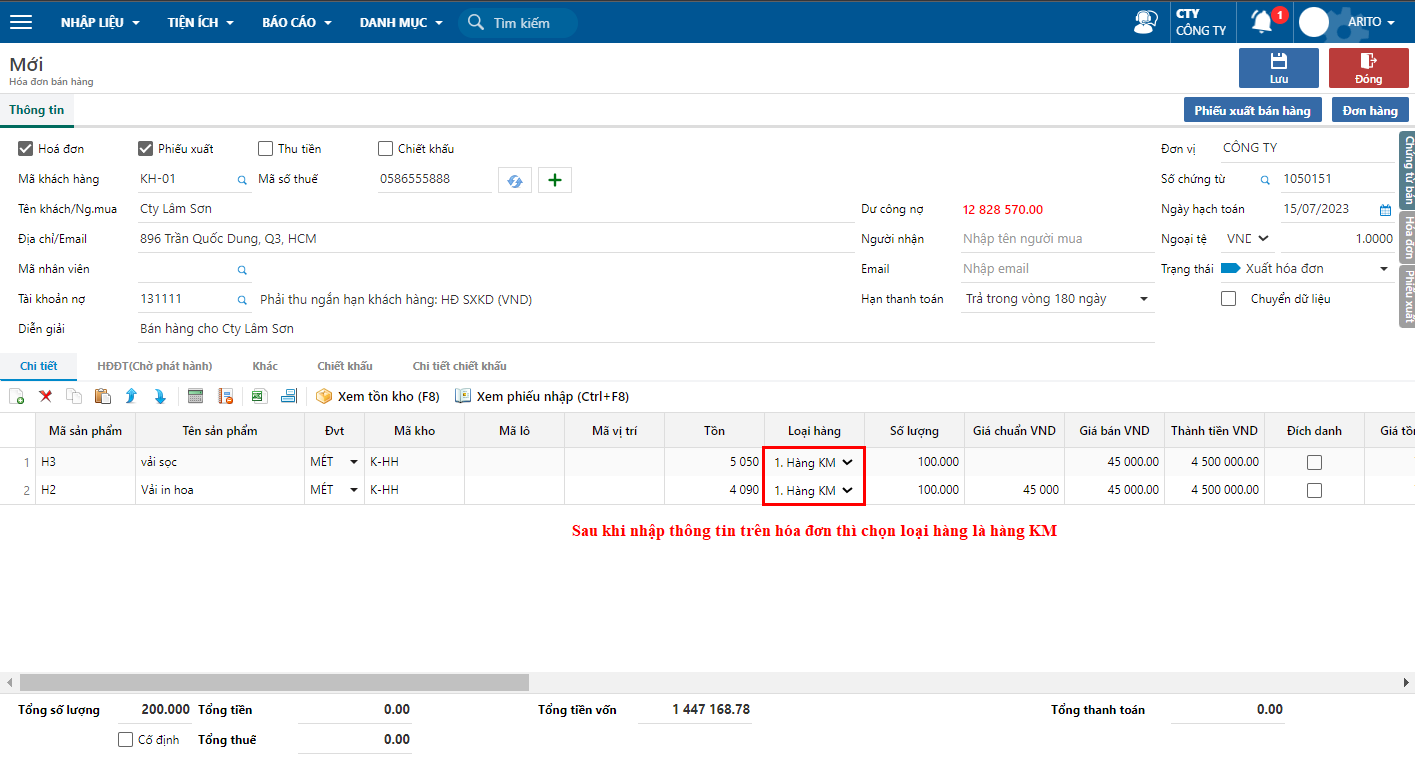 NHẬP LIỆU TIỆN ÍCH BÁO CÁO DANH MỤC Tìm kiếm CTY 1 ARITO
CÔNG TY
Mới
Hóa đơn bán hàng
Lưu Đóng
Thông tin Phiếu xuất bán hàng Đơn hàng
Hoá đơn Phiếu xuất Thu tiền Chiết khấu Đơn vị CÔNG TY
Mã khách hàng KH-01 Mã số thuế 0586555888 Số chứng từ 1050151
Tên khách/Ng.mua Cty Lâm Sơn Dư công nợ 12 828 570.00 Ngày hạch toán 15/07/2023
Địa chỉ/Email 896 Trần Quốc Dung, Q3, HCM Người nhận Nhập tên người mua Ngoại tệ VND 1.0000
Mã nhân viên Email Nhập email Trạng thái Xuất hóa đơn
Tài khoản nợ 131111 Phải thu ngắn hạn khách hàng: HĐ SXKD (VND) Hạn thanh toán Trả trong vòng 180 ngày Chuyển dữ liệu
Diễn giải Bán hàng cho Cty Lâm Sơn
Chứng từ bán
Hóa đơn
Phiếu xuất
Chi tiết HĐĐT(Chờ phát hành) Khác Chiết khấu Chi tiết chiết khấu
Xem tồn kho (F8) Xem phiếu nhập (Ctrl+F8)
Mã sản phẩm Tên sản phẩm Đvt Mã kho Mã lô Mã vị trí Tồn Loại hàng Số lượng Giá chuẩn VND Giá bán VND Thành tiền VND Đích danh Giá tồ
1 H3 vải sọc MÉT K-HH 5 050 1. Hàng KM 100.000 45 000.00 4 500 000.00
2 H2 Vải in hoa MÉT K-HH 4 090 1. Hàng KM 100.000 45 000 45 000.00 4 500 000.00
Sau khi nhập thông tin trên hóa đơn thì chọn loại hàng là hàng KM
Tổng số lượng 200.000 Tổng tiền 0.00 Tổng tiền vốn 1 447 168.78 Tổng thanh toán 0.00
Cố định Tổng thuế 0.00